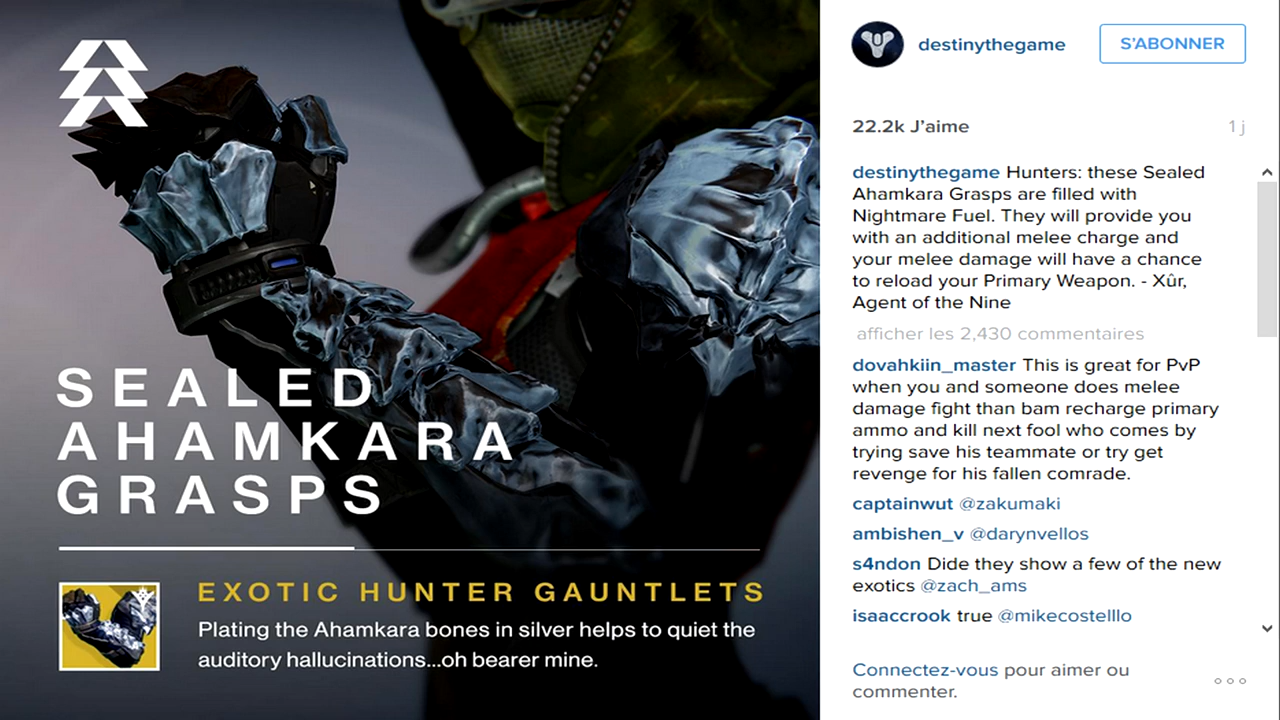 SEALED
AHAMKARA
GRASPS
EXOTIC HUNTER GAUNTLETS
Plating the Ahamkara bones in silver helps to quiet the
auditory hallucinations...oh bearer mine.
destinythegame
S'ABONNER
22.2k J'aime
1 j
destinythegame Hunters: these Sealed
Ahamkara Grasps are filled with
Nightmare Fuel. They will provide you
with an additional melee charge and
your melee damage will have a chance
to reload your Primary Weapon. - Xûr,
Agent of the Nine
afficher les 2,430 commentaires
dovahkiin_master This is great for PvP
when you and someone does melee
damage fight than bam recharge primary
ammo and kill next fool who comes by
trying save his teammate or try get
revenge for his fallen comrade.
captainwut @zakumaki
ambishen_v @darynvellos
s4ndon Dide they show a few of the new
exotics @zach_ams
isaaccrook true @mikecostelllo
Connectez-vous pour aimer ou
commenter.